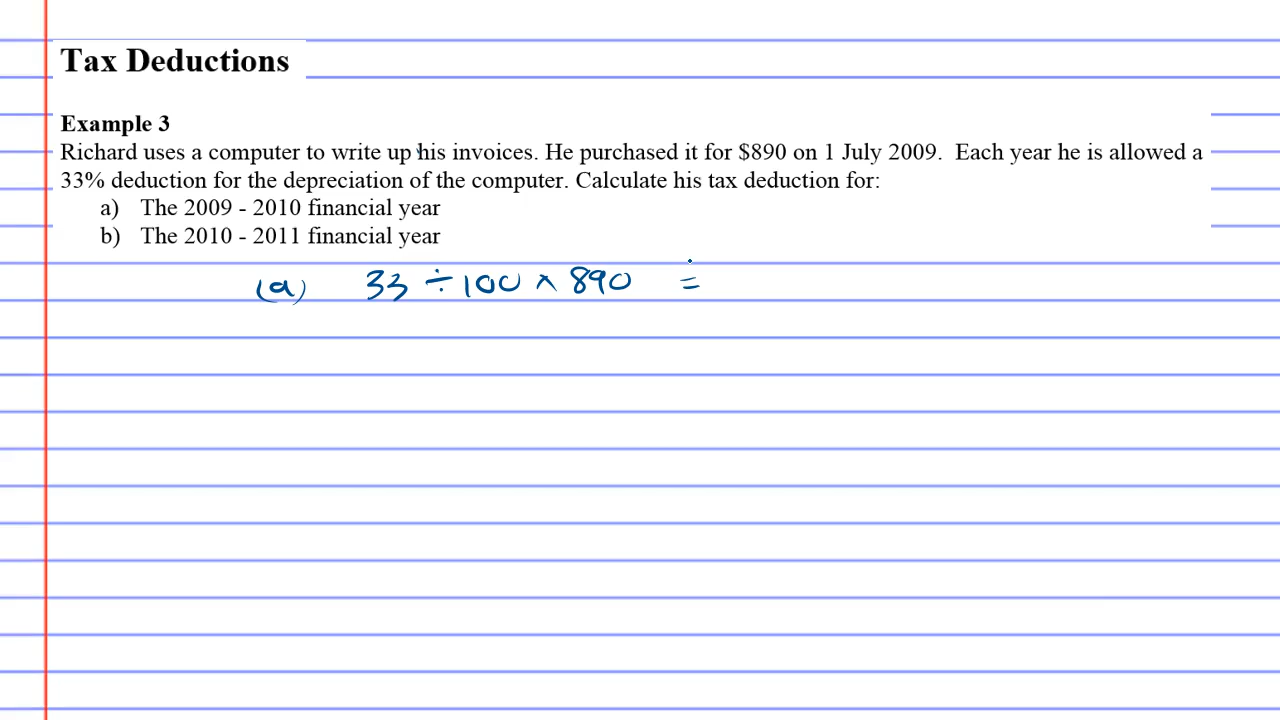 Tax Deductions
Example 3
Richard uses a computer to write up his invoices. He purchased it for $890 on 1 July 2009. Each year he is allowed a
33% deduction for the depreciation of the computer. Calculate his tax deduction for:
a) The 2009 - 2010 financial year
b) The 2010 - 2011 financial year
(a) 33 ÷ 100 × 890 =